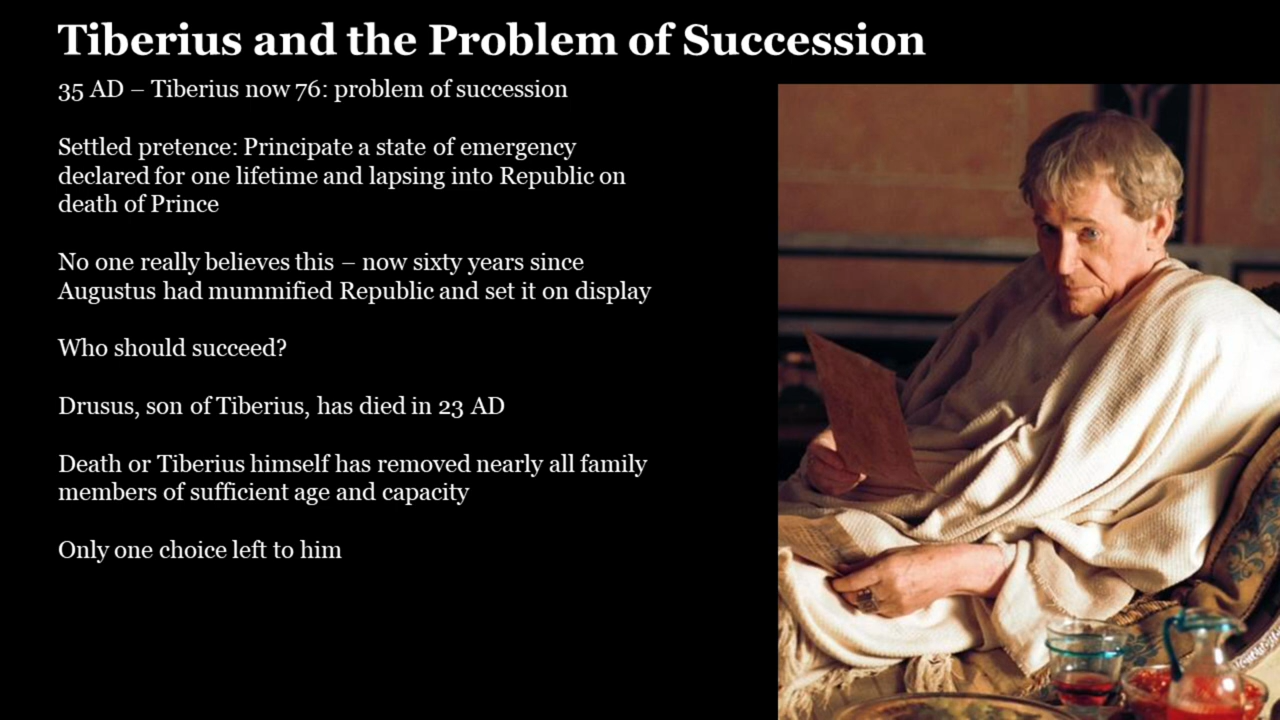 Tiberius and the Problem of Succession
35 AD – Tiberius now 76: problem of succession
Settled pretence: Principate a state of emergency
declared for one lifetime and lapsing into Republic on
death of Prince
No one really believes this – now sixty years since
Augustus had mummified Republic and set it on display
Who should succeed?
Drusus, son of Tiberius, has died in 23 AD
Death or Tiberius himself has removed nearly all family
members of sufficient age and capacity
Only one choice left to him